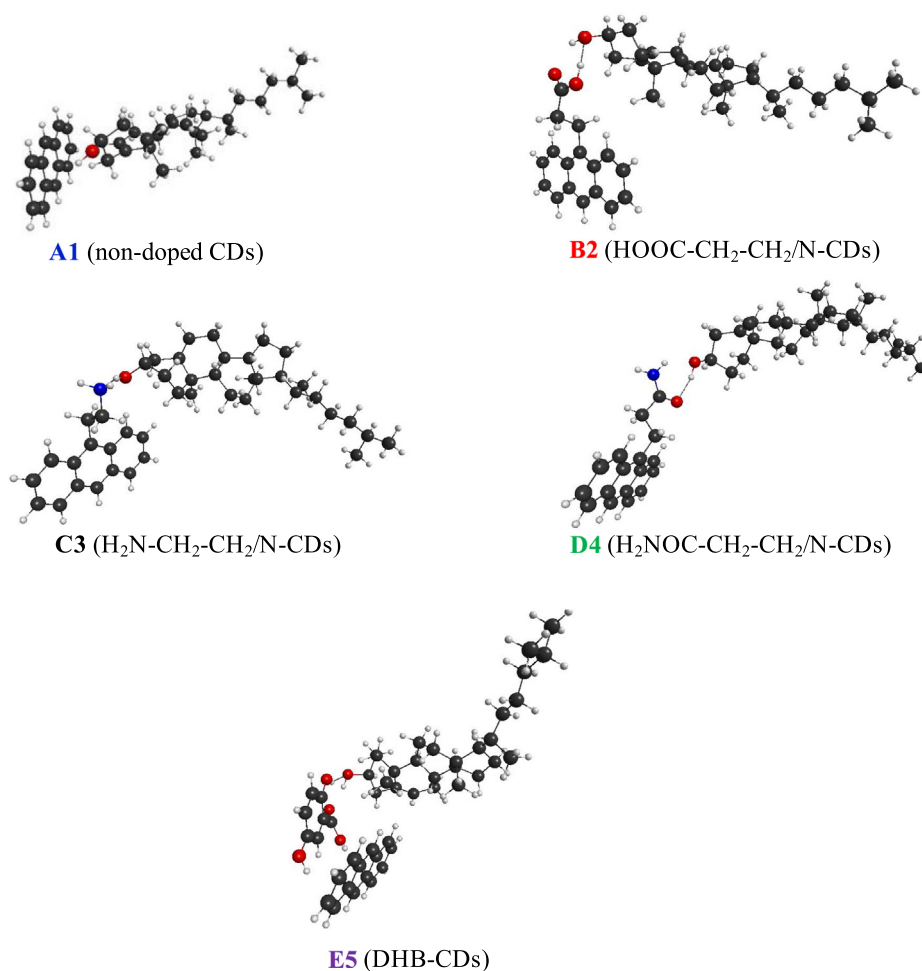 A1 (non-doped CDs)
B2 (HOOC-CH₂-CH₂/N-CDs)
C3 (H₂N-CH₂-CH₂/N-CDs)
D4 (H₂NOC-CH₂-CH₂/N-CDs)
E5 (DHB-CDs)